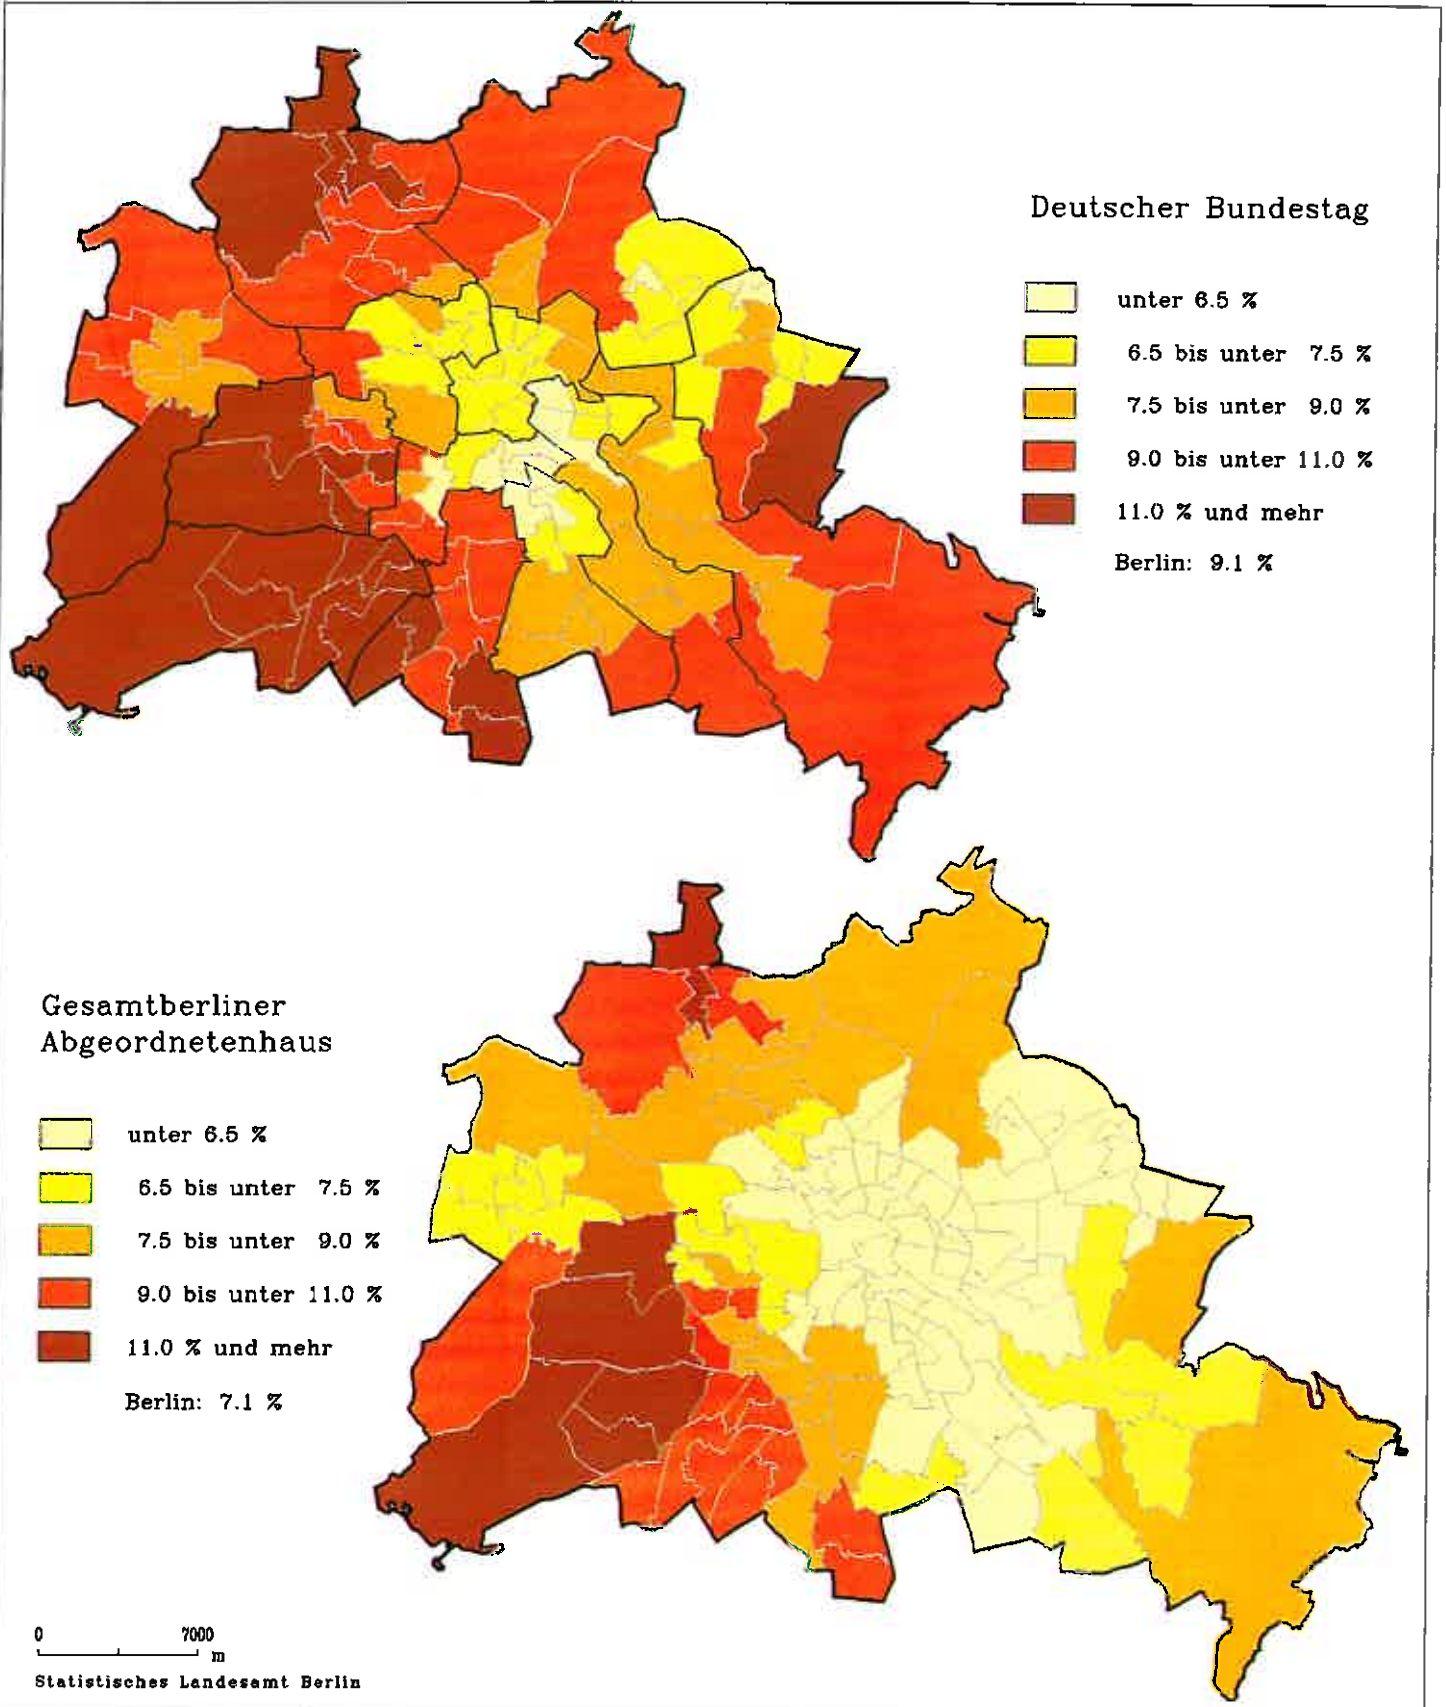 Deutscher Bundestag
unter 6.5 %
6.5 bis unter 7.5 %
7.5 bis unter 9.0 %
9.0 bis unter 11.0 %
11.0 % und mehr
Berlin: 9.1 %
Gesamtberliner
Abgeordnetenhaus
unter 6.5 %
6.5 bis unter 7.5 %
7.5 bis unter 9.0 %
9.0 bis unter 11.0 %
11.0 % und mehr
Berlin: 7.1 %
0 7000
m
Statistisches Landesamt Berlin